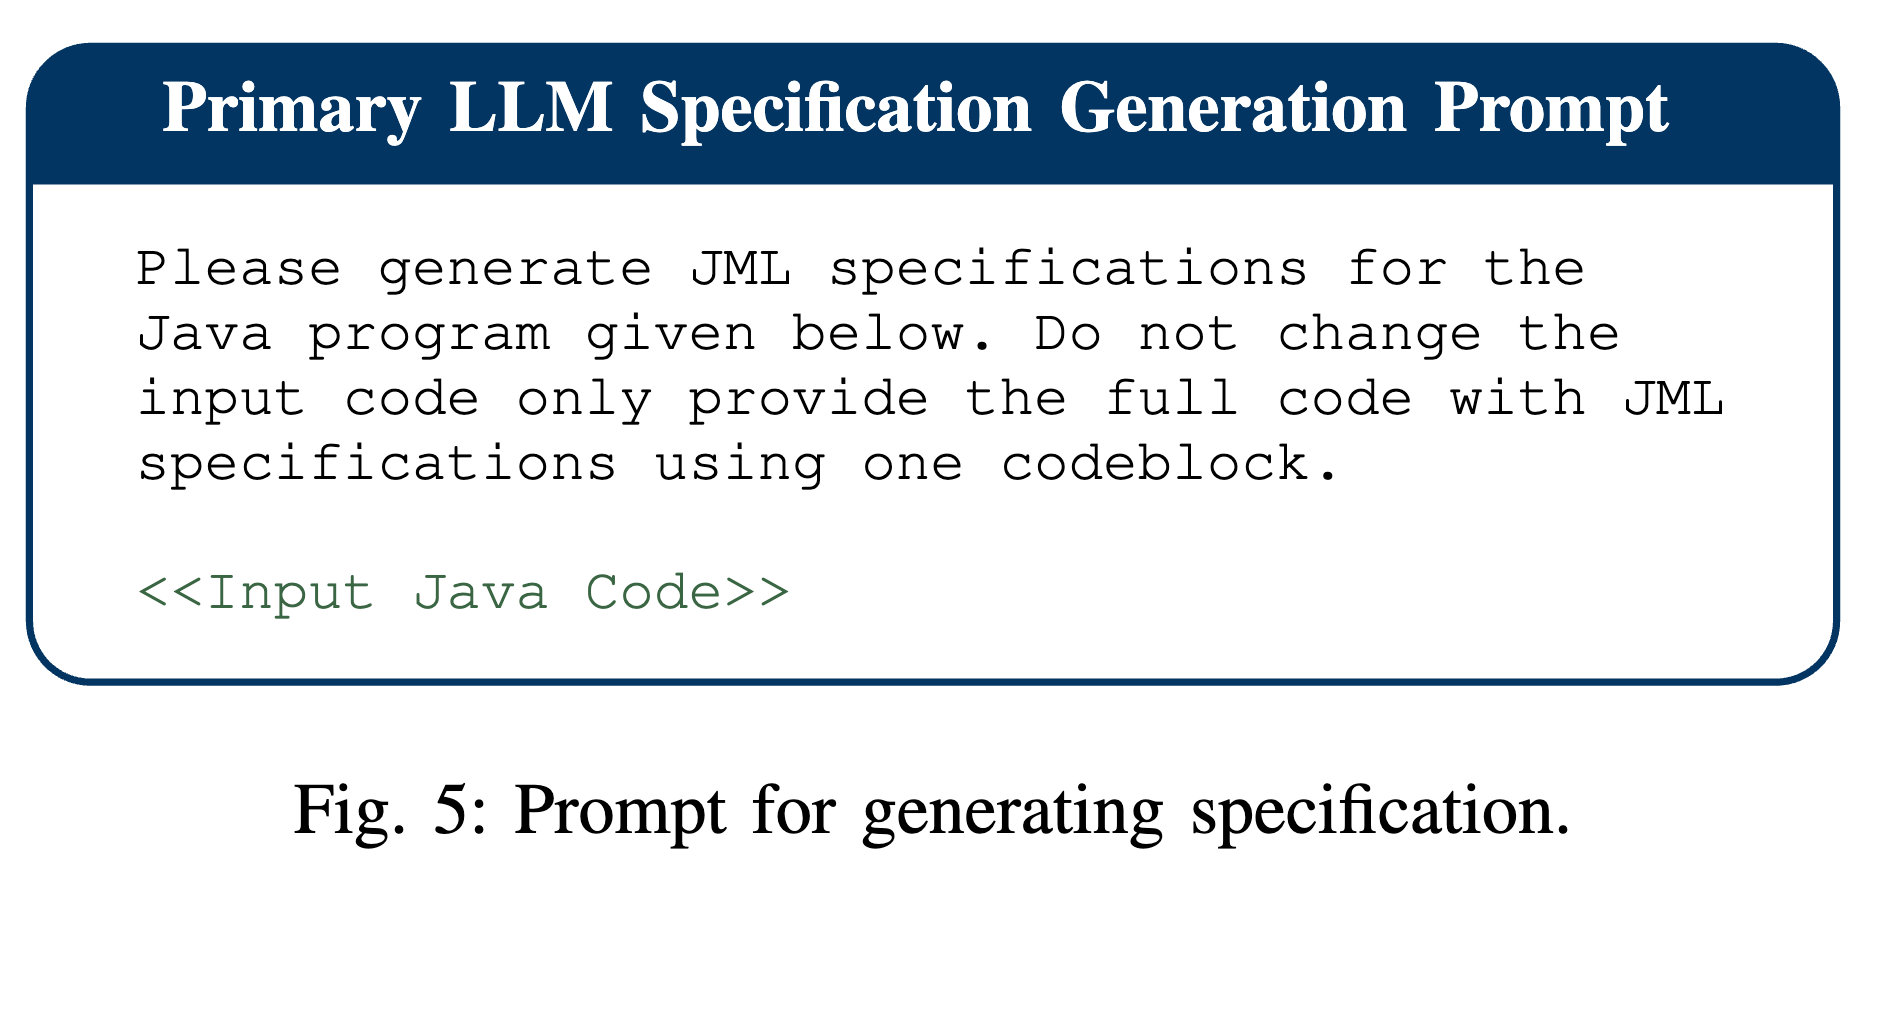 Primary LLM Specification Generation Prompt
Please generate JML specifications for the
Java program given below. Do not change the
input code only provide the full code with JML
specifications using one codeblock.
<<Input Java Code>>
Fig. 5: Prompt for generating specification.